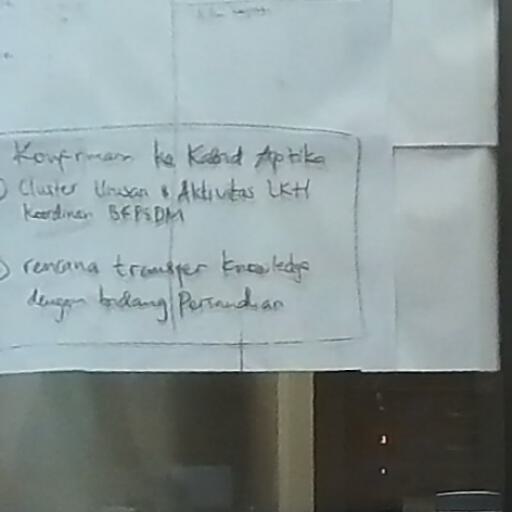 Konfirmasi ke Kabid Aptika
Cluster Urusan & Aktivitas LKH
Koordinasi BKPSDM
rencana transfer knowledge
dengan bidang Persandian